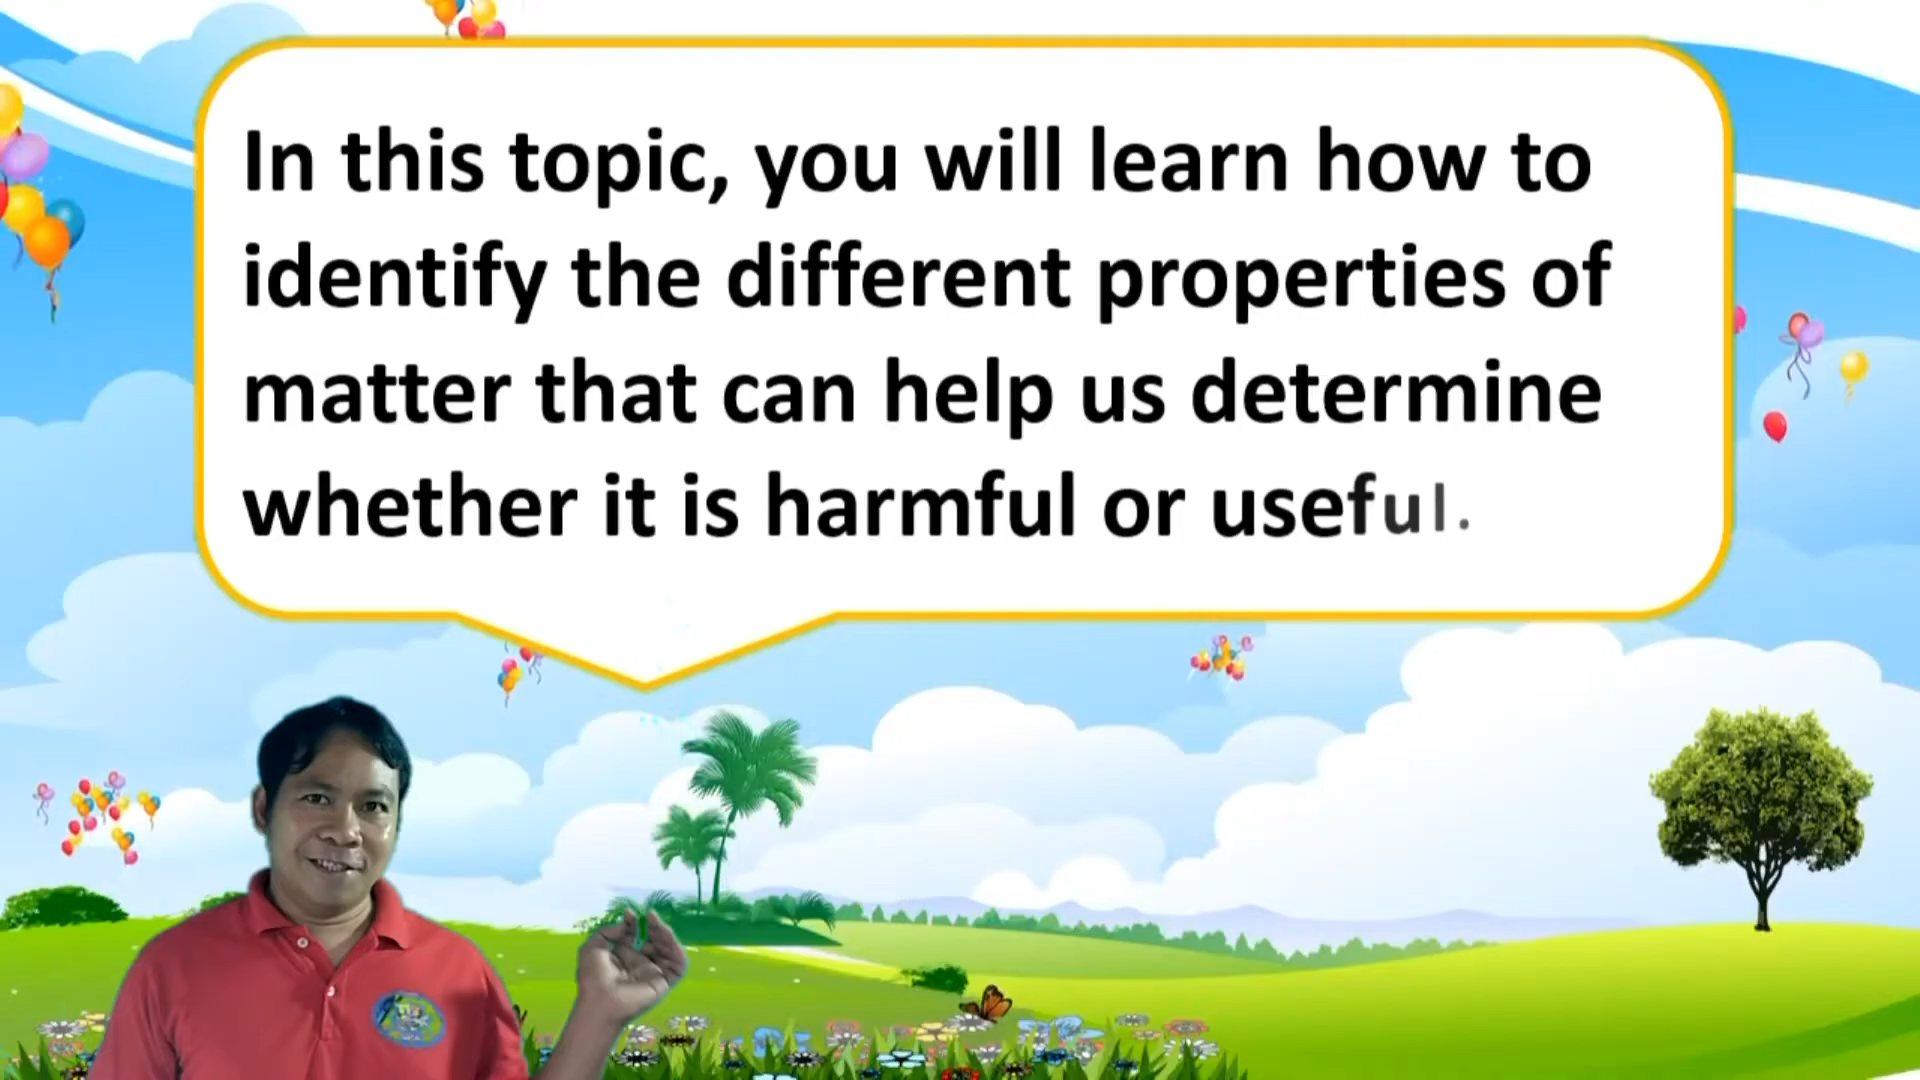 In this topic, you will learn how to
identify the different properties of
matter that can help us determine
whether it is harmful or useful.